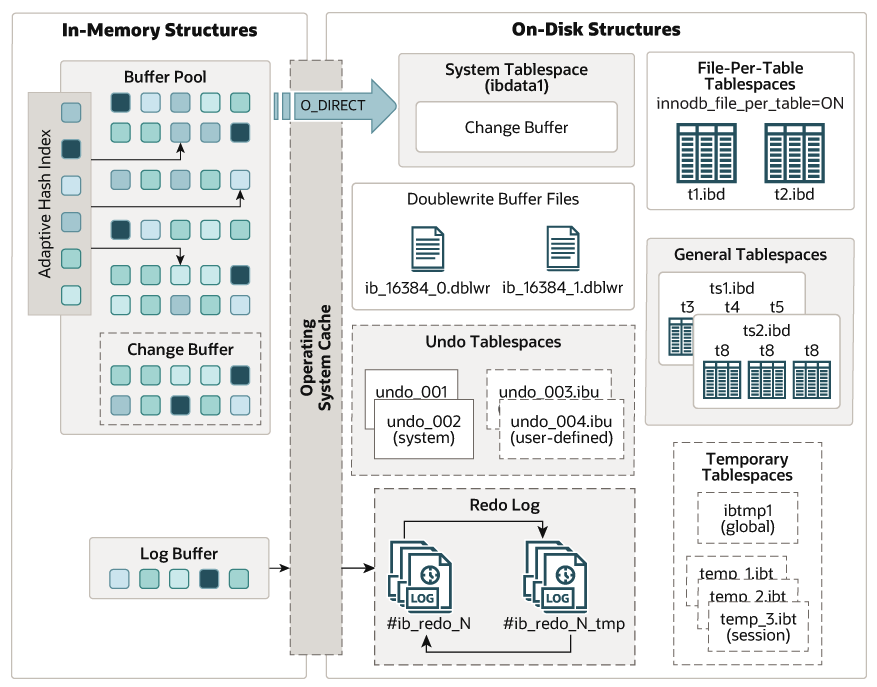 In-Memory Structures
Buffer Pool
Adaptive Hash Index
Change Buffer
Log Buffer
Operating
System Cache
O_DIRECT
On-Disk Structures
System Tablespace
(ibdata1)
Change Buffer
Doublewrite Buffer Files
ib_16384_0.dblwr
ib_16384_1.dblwr
Undo Tablespaces
undo_001
undo_002
(system)
undo_003.ibu
undo_004.ibu
(user-defined)
Redo Log
LOG
LOG
#ib_redo_N
#ib_redo_N_tmp
File-Per-Table
Tablespaces
innodb_file_per_table=ON
t1.ibd
t2.ibd
General Tablespaces
ts1.ibd
t3 t4 t5
ts2.ibd
t8 t8 t8
Temporary
Tablespaces
ibtmp1
(global)
temp_1.ibt
temp_2.ibt
temp_3.ibt
(session)